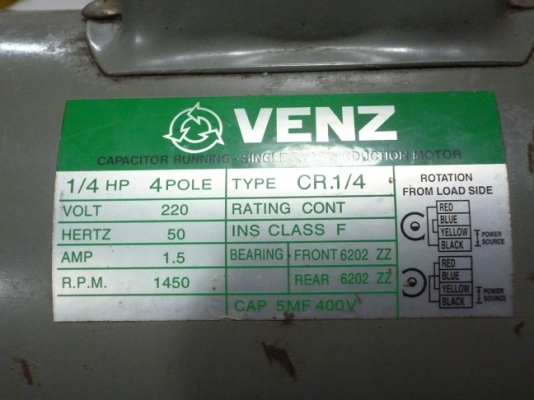 VENZ
CAPACITOR RUNNING - SINGLE INDUCTION MOTOR
1/4 HP 4 POLE TYPE CR.1/4
VOLT 220 RATING CONT
HERTZ 50 INS CLASS F
AMP 1.5 BEARING FRONT 6202 ZZ
R.P.M. 1450 REAR 6202 ZZ
CAP 5MF 400V
ROTATION
FROM LOAD SIDE
RED
BLUE
YELLOW
BLACK
POWER
SOURCE
RED
BLUE
YELLOW
BLACK
POWER
SOURCE